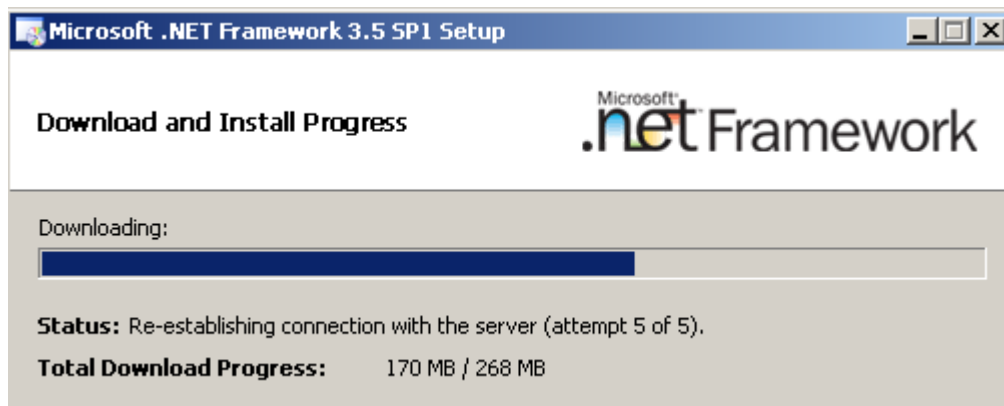 Microsoft .NET Framework 3.5 SP1 Setup
Download and Install Progress
Microsoft®
.net Framework
Downloading:
Status: Re-establishing connection with the server (attempt 5 of 5).
Total Download Progress: 170 MB / 268 MB